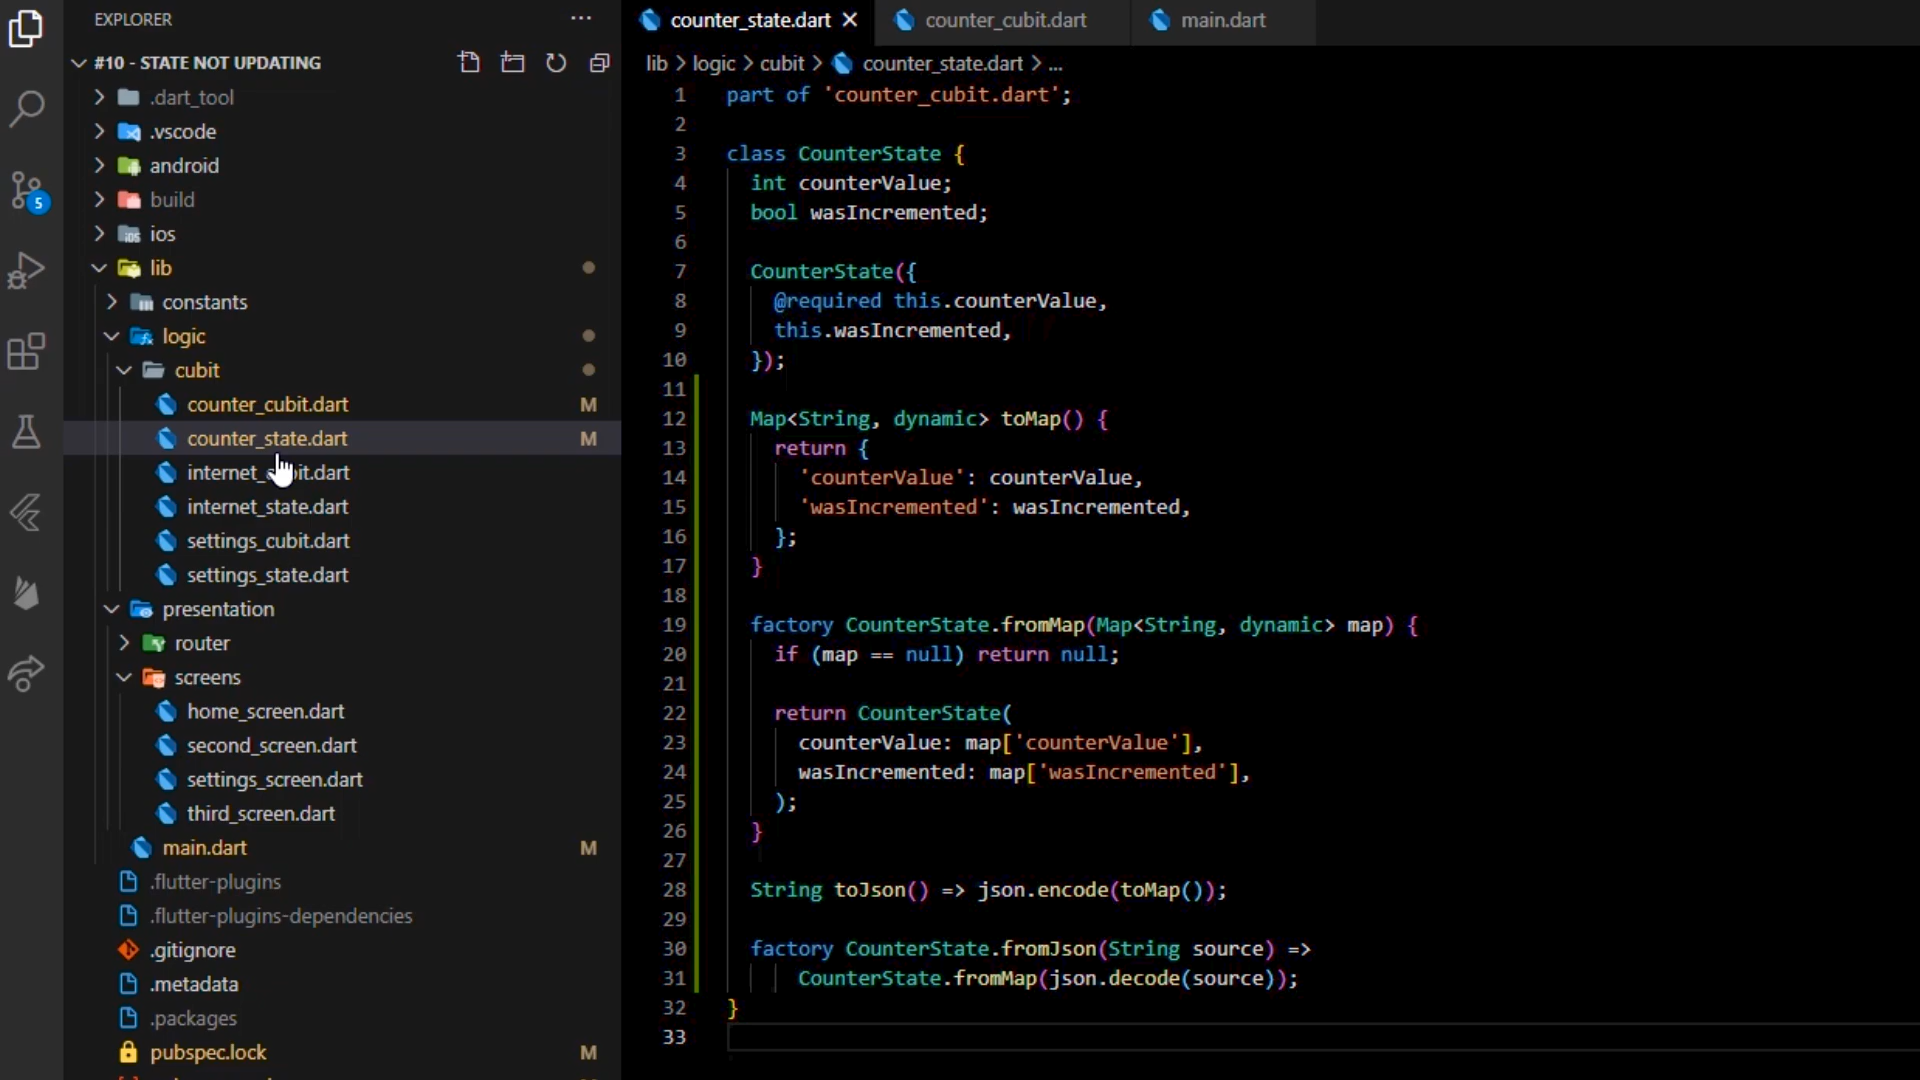 EXPLORER
#10 - STATE NOT UPDATING
.dart_tool
.vscode
android
build
ios
lib
constants
logic
cubit
counter_cubit.dart M
counter_state.dart M
internet_cubit.dart
internet_state.dart
settings_cubit.dart
settings_state.dart
presentation
router
screens
home_screen.dart
second_screen.dart
settings_screen.dart
third_screen.dart
main.dart M
.flutter-plugins
.flutter-plugins-dependencies
.gitignore
.metadata
.packages
pubspec.lock M
5
counter_state.dart
counter_cubit.dart
main.dart
lib > logic > cubit > counter_state.dart > ...
1 part of 'counter_cubit.dart';
2
3 class CounterState {
4 int counterValue;
5 bool wasIncremented;
6
7 CounterState({
8 @required this.counterValue,
9 this.wasIncremented,
10 });
11
12 Map<String, dynamic> toMap() {
13 return {
14 'counterValue': counterValue,
15 'wasIncremented': wasIncremented,
16 };
17 }
18
19 factory CounterState.fromMap(Map<String, dynamic> map) {
20 if (map == null) return null;
21
22 return CounterState(
23 counterValue: map['counterValue'],
24 wasIncremented: map['wasIncremented'],
25 );
26 }
27
28 String toJson() => json.encode(toMap());
29
30 factory CounterState.fromJson(String source) =>
31 CounterState.fromMap(json.decode(source));
32 }
33